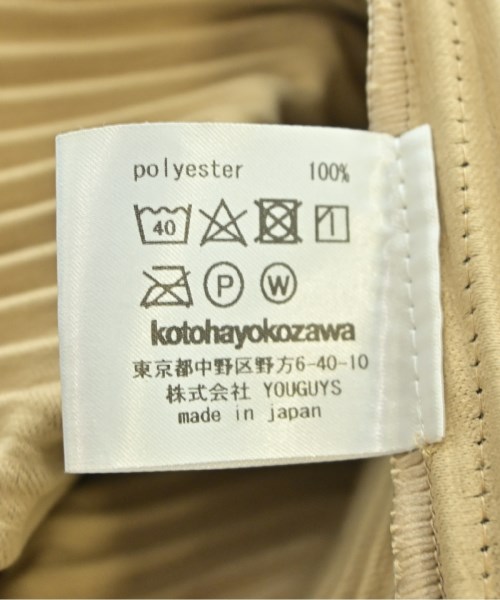 polyester 100%
40
P W
kotohayokozawa
東京都中野区野方6-40-10
株式会社 YOUGUYS
made in japan